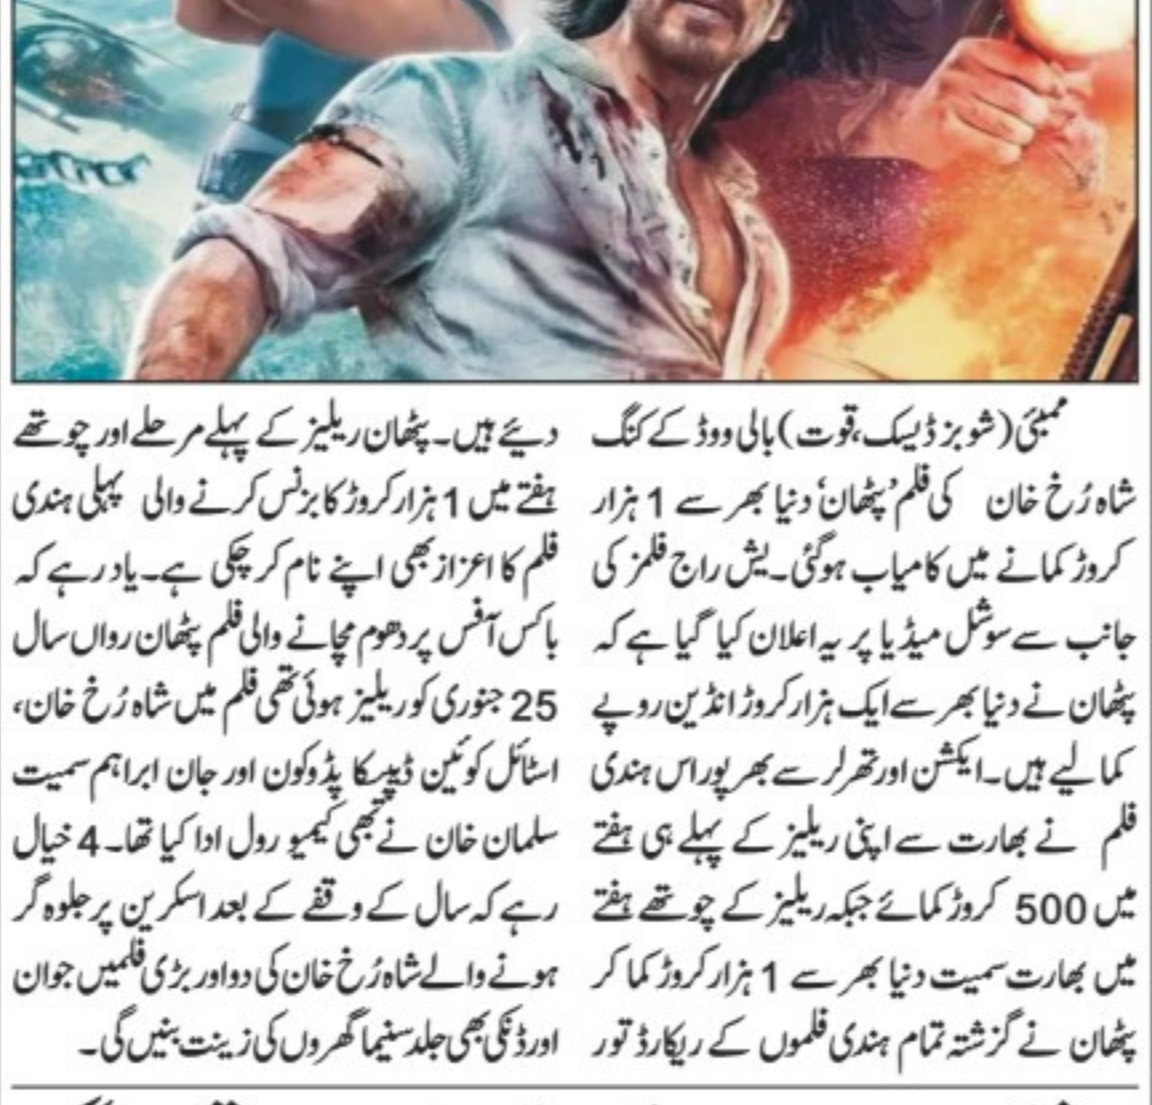 ممبئی(شوبز ڈیسک،قوت)بالی ووڈ کے کنگ
شاہ رُخ خان کی فلم ’پٹھان‘ دنیا بھر سے 1 ہزار
کروڑ کمانے میں کامیاب ہوگئی۔یش راج فلمز کی
جانب سے سوشل میڈیا پر یہ اعلان کیا گیا ہے کہ
پٹھان نے دنیا بھر سے ایک ہزار کروڑ انڈین روپے
کما لیے ہیں۔ایکشن اور تھرلر سے بھرپور اس ہندی
فلم نے بھارت سے اپنی ریلیز کے پہلے ہی ہفتے
میں 500 کروڑ کمائے جبکہ ریلیز کے چوتھے ہفتے
میں بھارت سمیت دنیا بھر سے 1 ہزار کروڑ کما کر
پٹھان نے گزشتہ تمام ہندی فلموں کے ریکارڈ تور
دیئے ہیں۔پٹھان ریلیز کے پہلے مرحلے اور چوتھے
ہفتے میں 1 ہزار کروڑ کا بزنس کرنے والی پہلی ہندی
فلم کا اعزاز بھی اپنے نام کر چکی ہے۔یاد رہے کہ
باکس آفس پر دھوم مچانے والی فلم پٹھان رواں سال
25 جنوری کو ریلیز ہوئی تھی فلم میں شاہ رُخ خان،
اسٹائل کوئین ڈیپیکا پڈوکون اور جان ابراہم سمیت
سلمان خان نے بھی کیمیو رول ادا کیا تھا۔4 خیال
رہے کہ سال کے وقفے کے بعد اسکرین پر جلوہ گر
ہونے والے شاہ رُخ خان کی دو اور بڑی فلمیں جوان
اور ڈنکی بھی جلد سنیما گھروں کی زینت بنیں گی۔